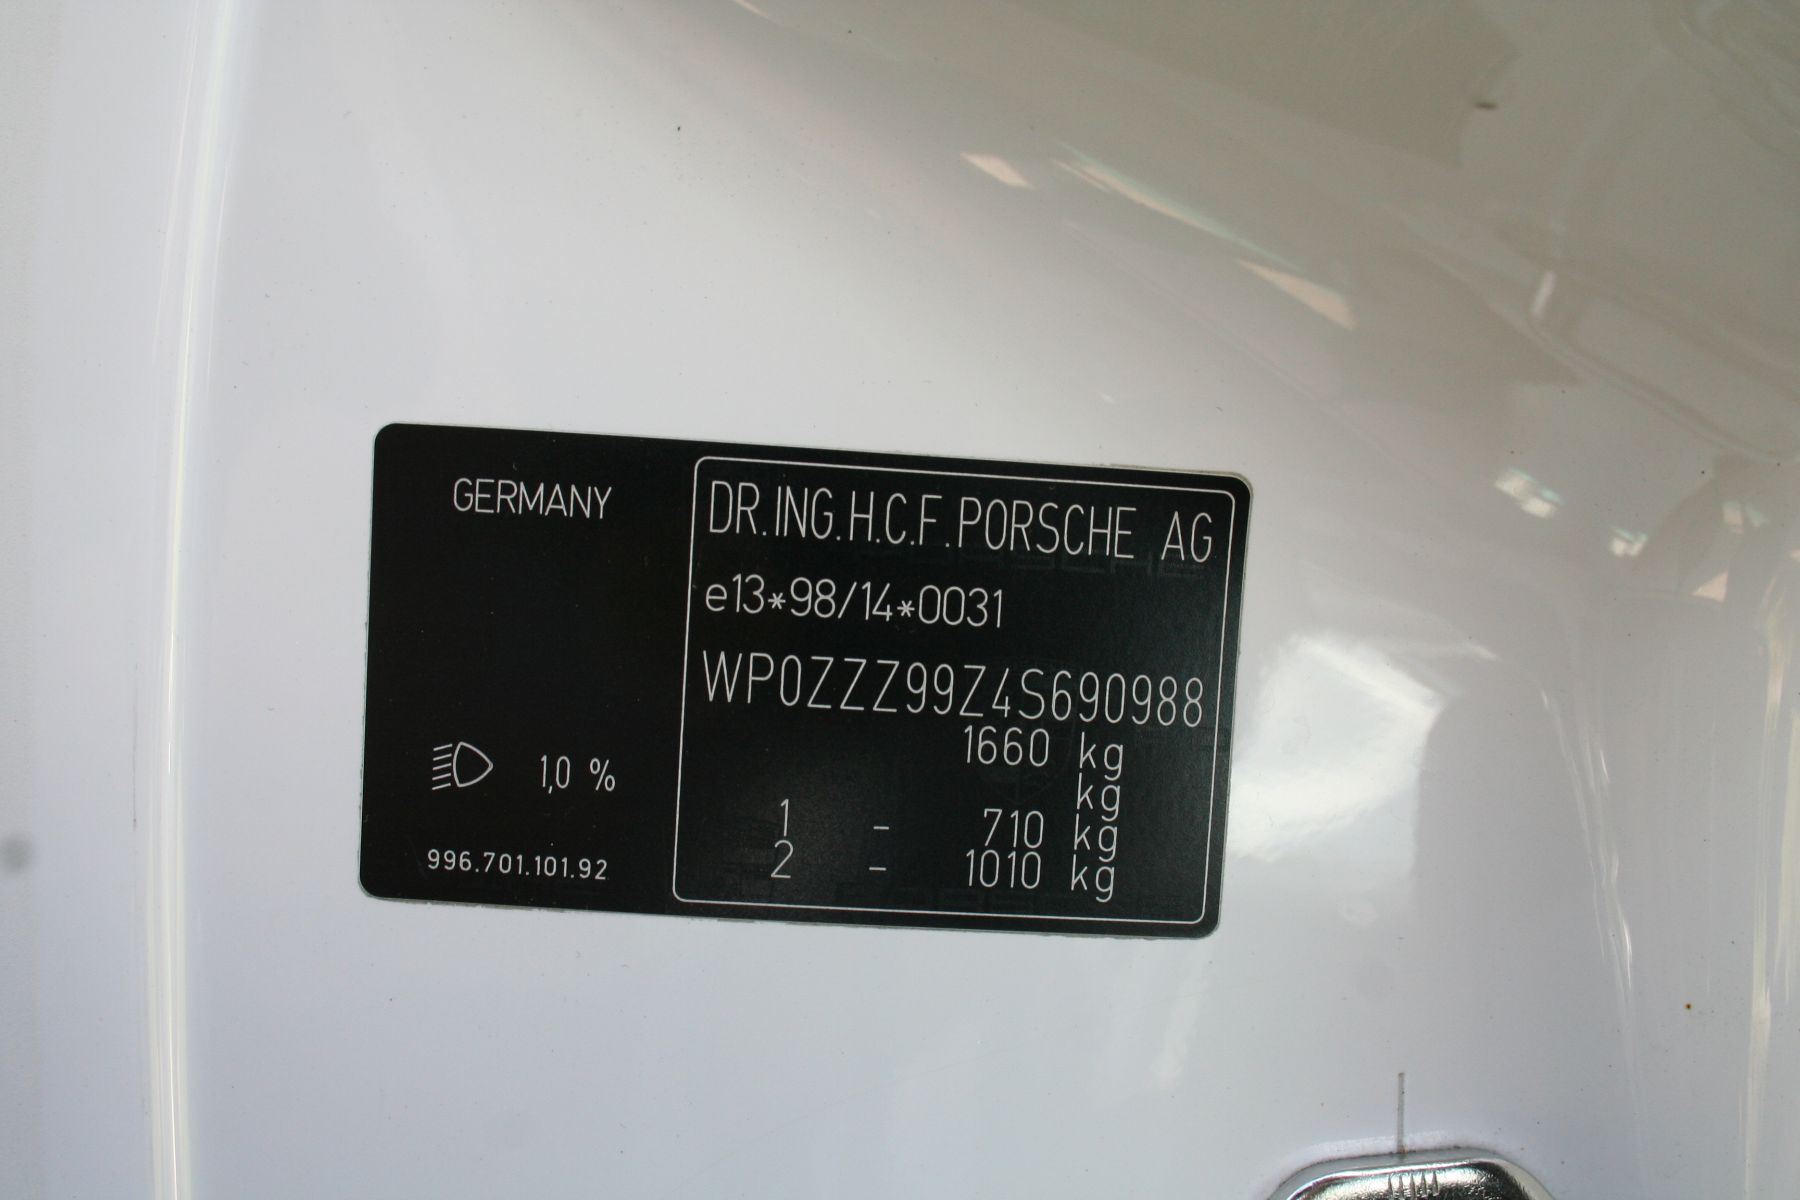 GERMANY
1,0 %
996.701.101.92
DR.ING.H.C.F.PORSCHE AG
e13*98/14*0031
WP0ZZZ99Z4S690988
1660 kg
kg
1 - 710 kg
2 - 1010 kg